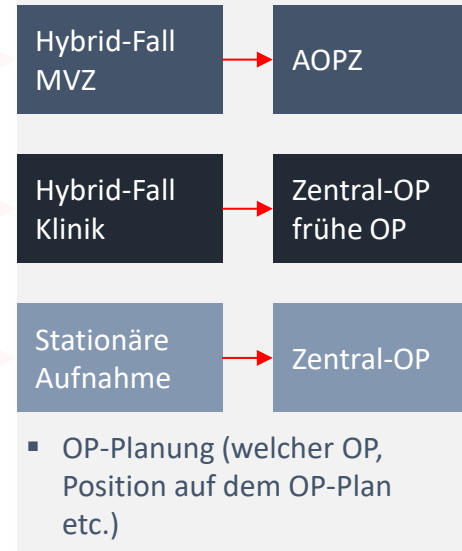 Hybrid-Fall
MVZ
AOPZ
Hybrid-Fall
Klinik
Zentral-OP
frühe OP
Stationäre
Aufnahme
Zentral-OP
▪ OP-Planung (welcher OP,
Position auf dem OP-Plan
etc.)